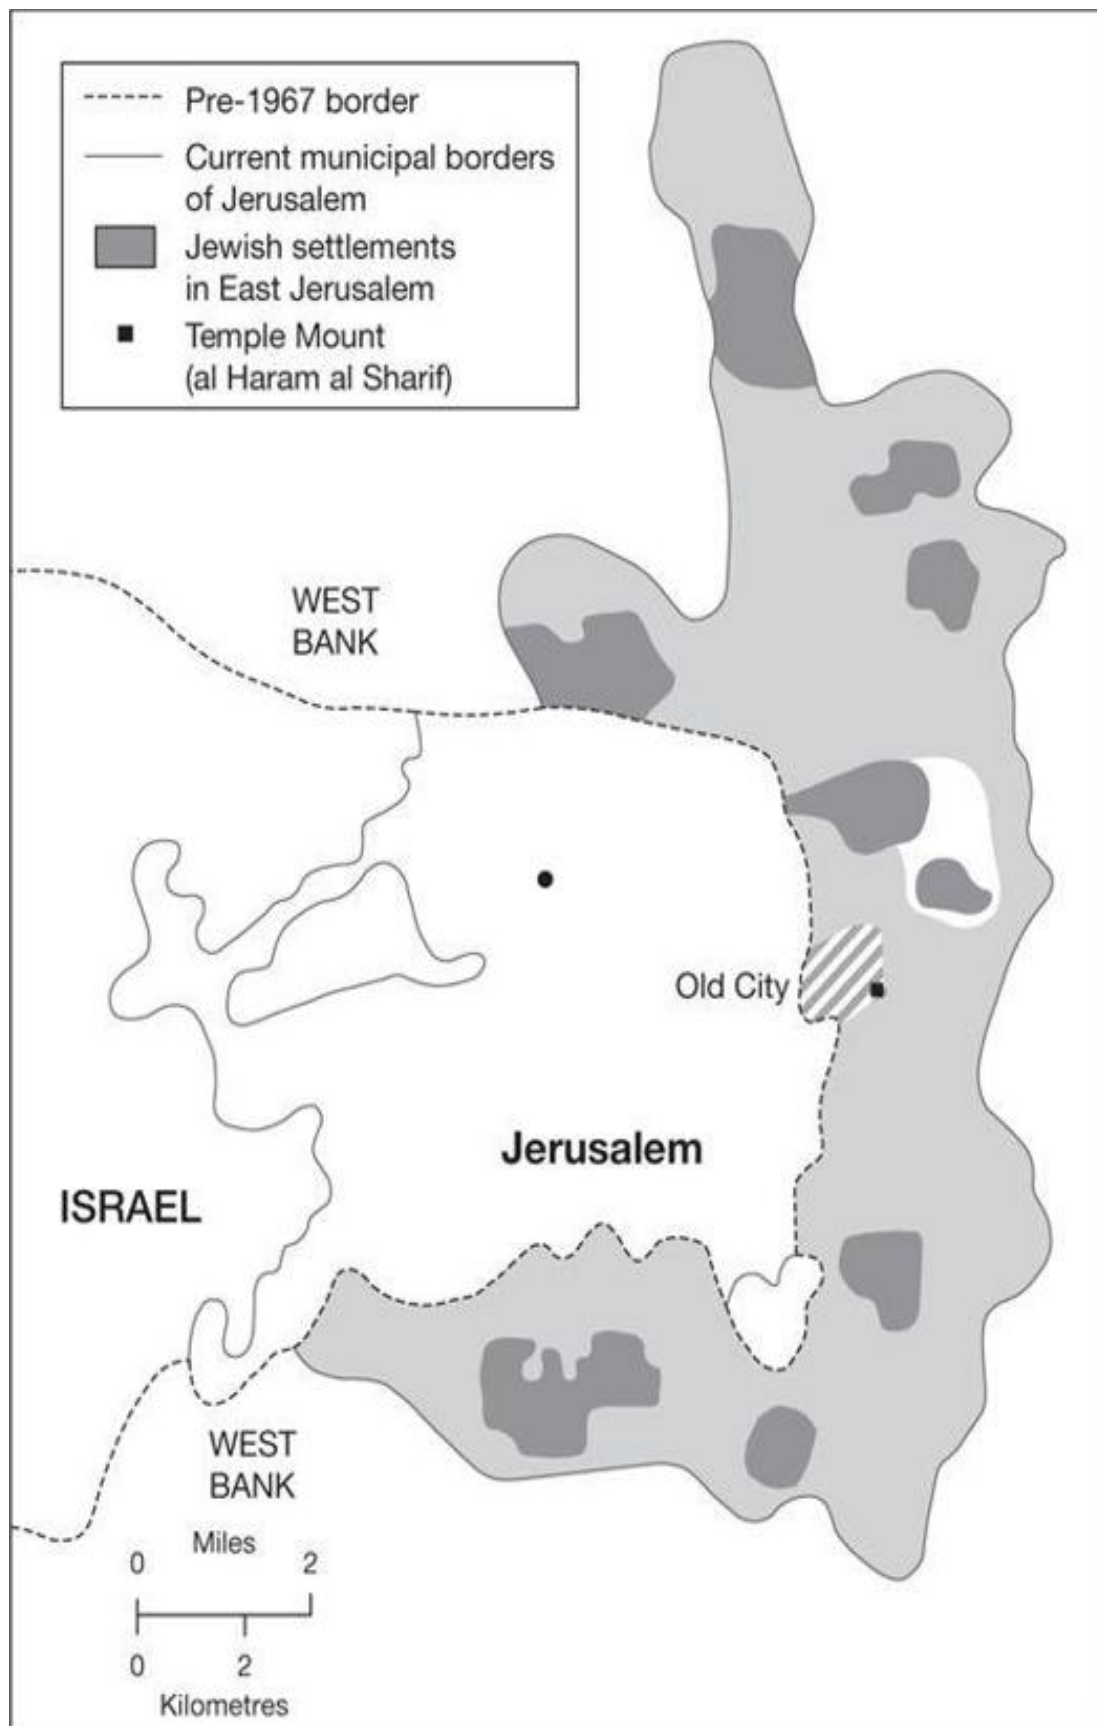 Pre-1967 border
Current municipal borders
of Jerusalem
Jewish settlements
in East Jerusalem
Temple Mount
(al Haram al Sharif)
WEST
BANK
Old City
Jerusalem
ISRAEL
WEST
BANK
Miles
0 2
0 2
Kilometres